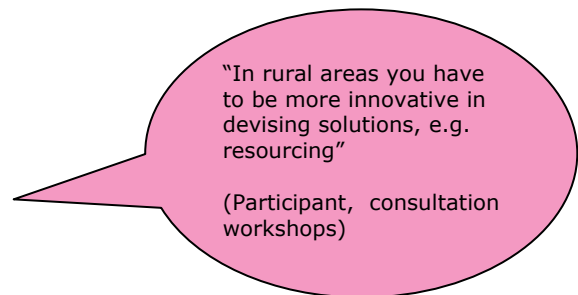 “In rural areas you have
to be more innovative in
devising solutions, e.g.
resourcing”
(Participant, consultation
workshops)